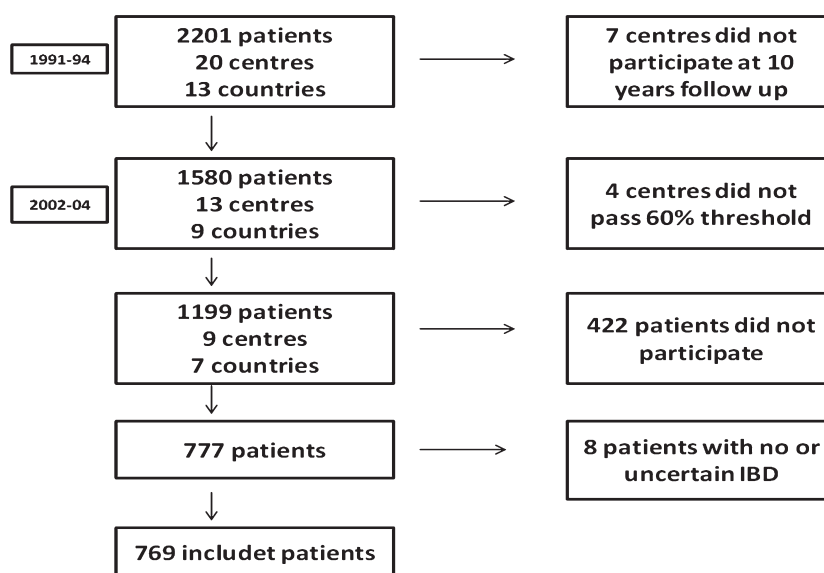 1991-94
2201 patients
20 centres
13 countries
7 centres did not
participate at 10
years follow up
2002-04
1580 patients
13 centres
9 countries
4 centres did not
pass 60% threshold
1199 patients
9 centres
7 countries
422 patients did not
participate
777 patients
8 patients with no or
uncertain IBD
769 includet patients